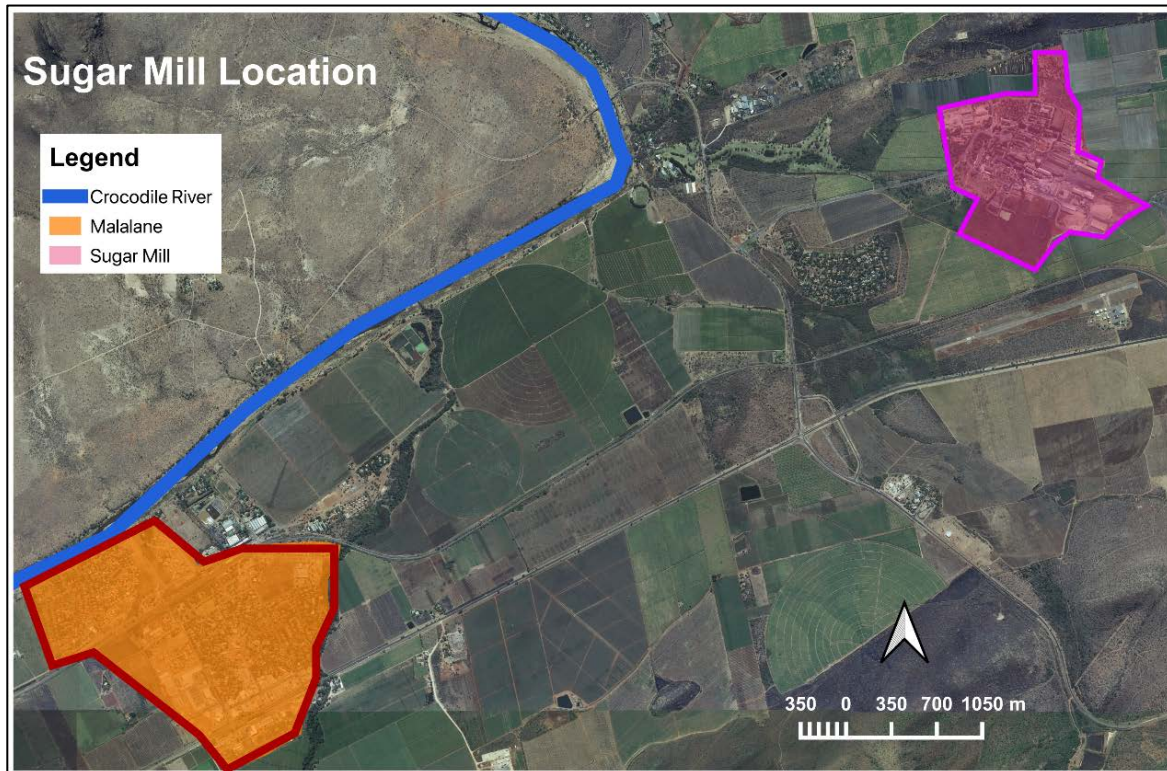 Sugar Mill Location
Legend
Crocodile River
Malalane
Sugar Mill
350 0 350 700 1050 m